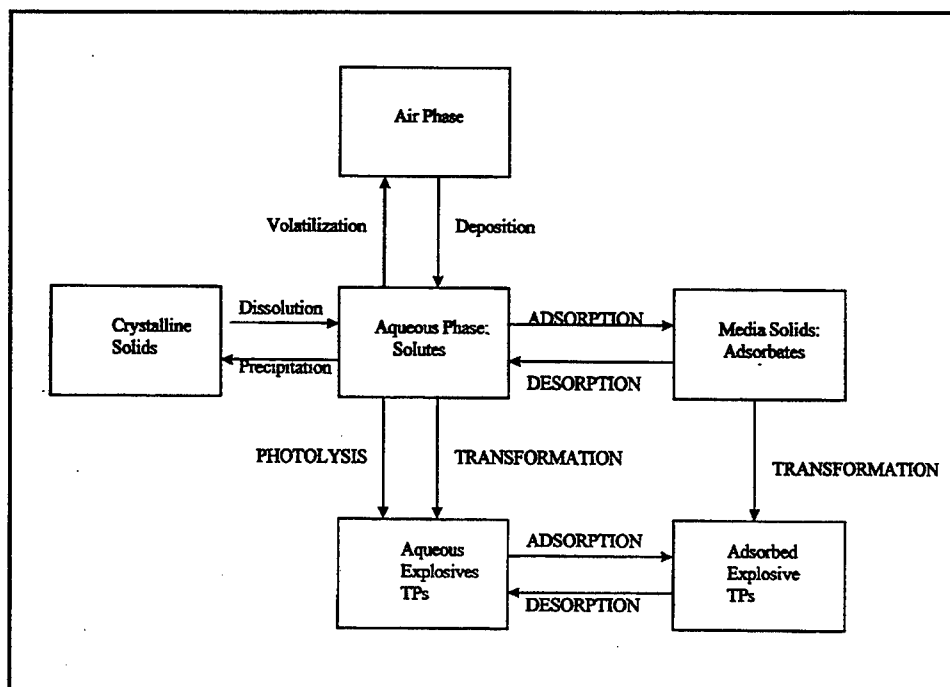 Air Phase
Volatilization
Deposition
Crystalline
Solids
Dissolution
Precipitation
Aqueous Phase:
Solutes
ADSORPTION
DESORPTION
Media Solids:
Adsorbates
PHOTOLYSIS
TRANSFORMATION
TRANSFORMATION
Aqueous
Explosives
TPs
ADSORPTION
DESORPTION
Adsorbed
Explosive
TPs